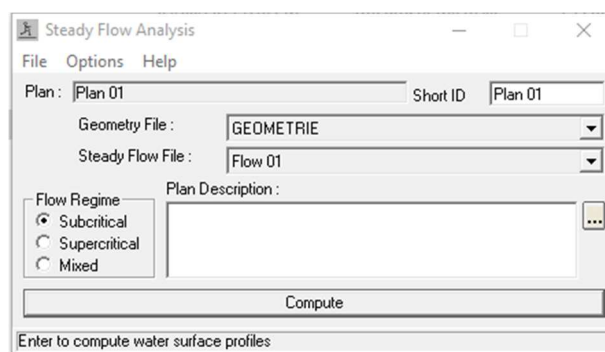 Steady Flow Analysis
File Options Help
Plan : Plan 01 Short ID Plan 01
Geometry File : GEOMETRIE
Steady Flow File : Flow 01
Flow Regime
Subcritical
Supercritical
Mixed
Plan Description :
...
Compute
Enter to compute water surface profiles